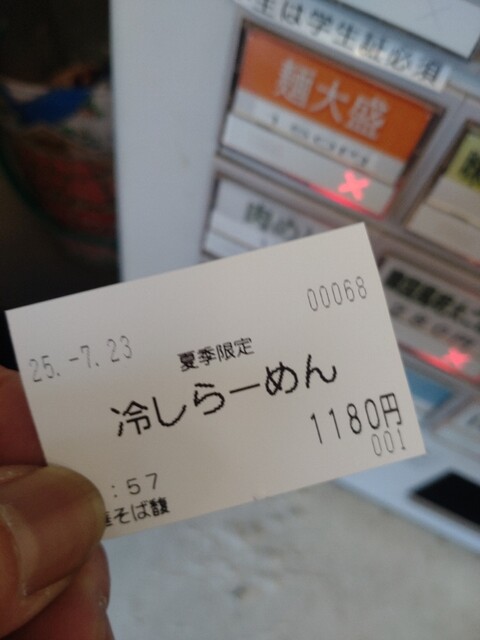 生は学生証必須
麺大盛
肉め
00068
25.-7.23
夏季限定
冷しらーめん
1180円
001
:57
そば馥